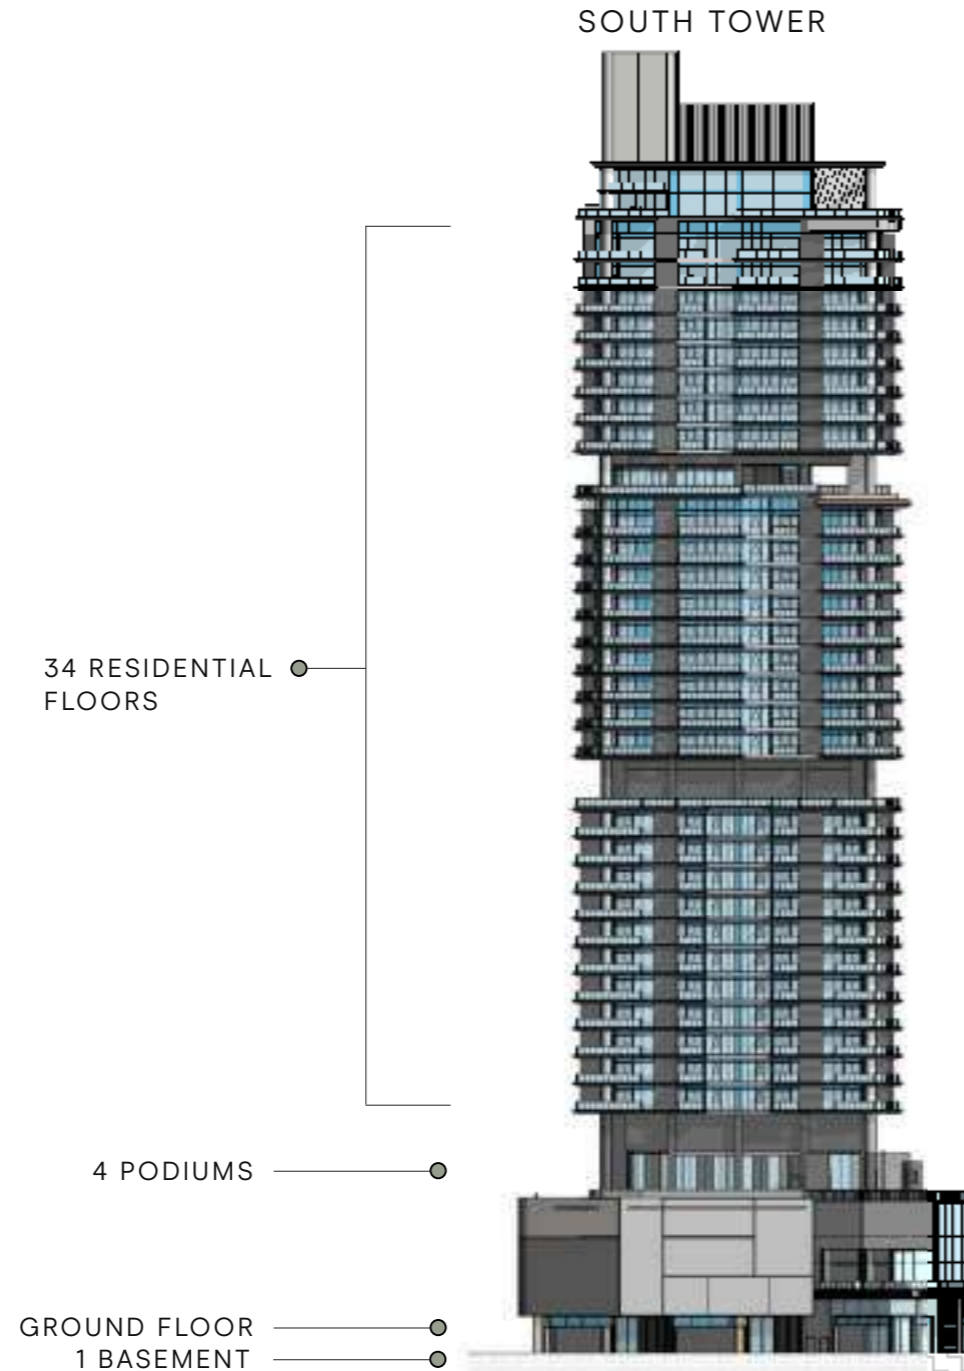 SOUTH TOWER
34 RESIDENTIAL
FLOORS
4 PODIUMS
GROUND FLOOR
1 BASEMENT